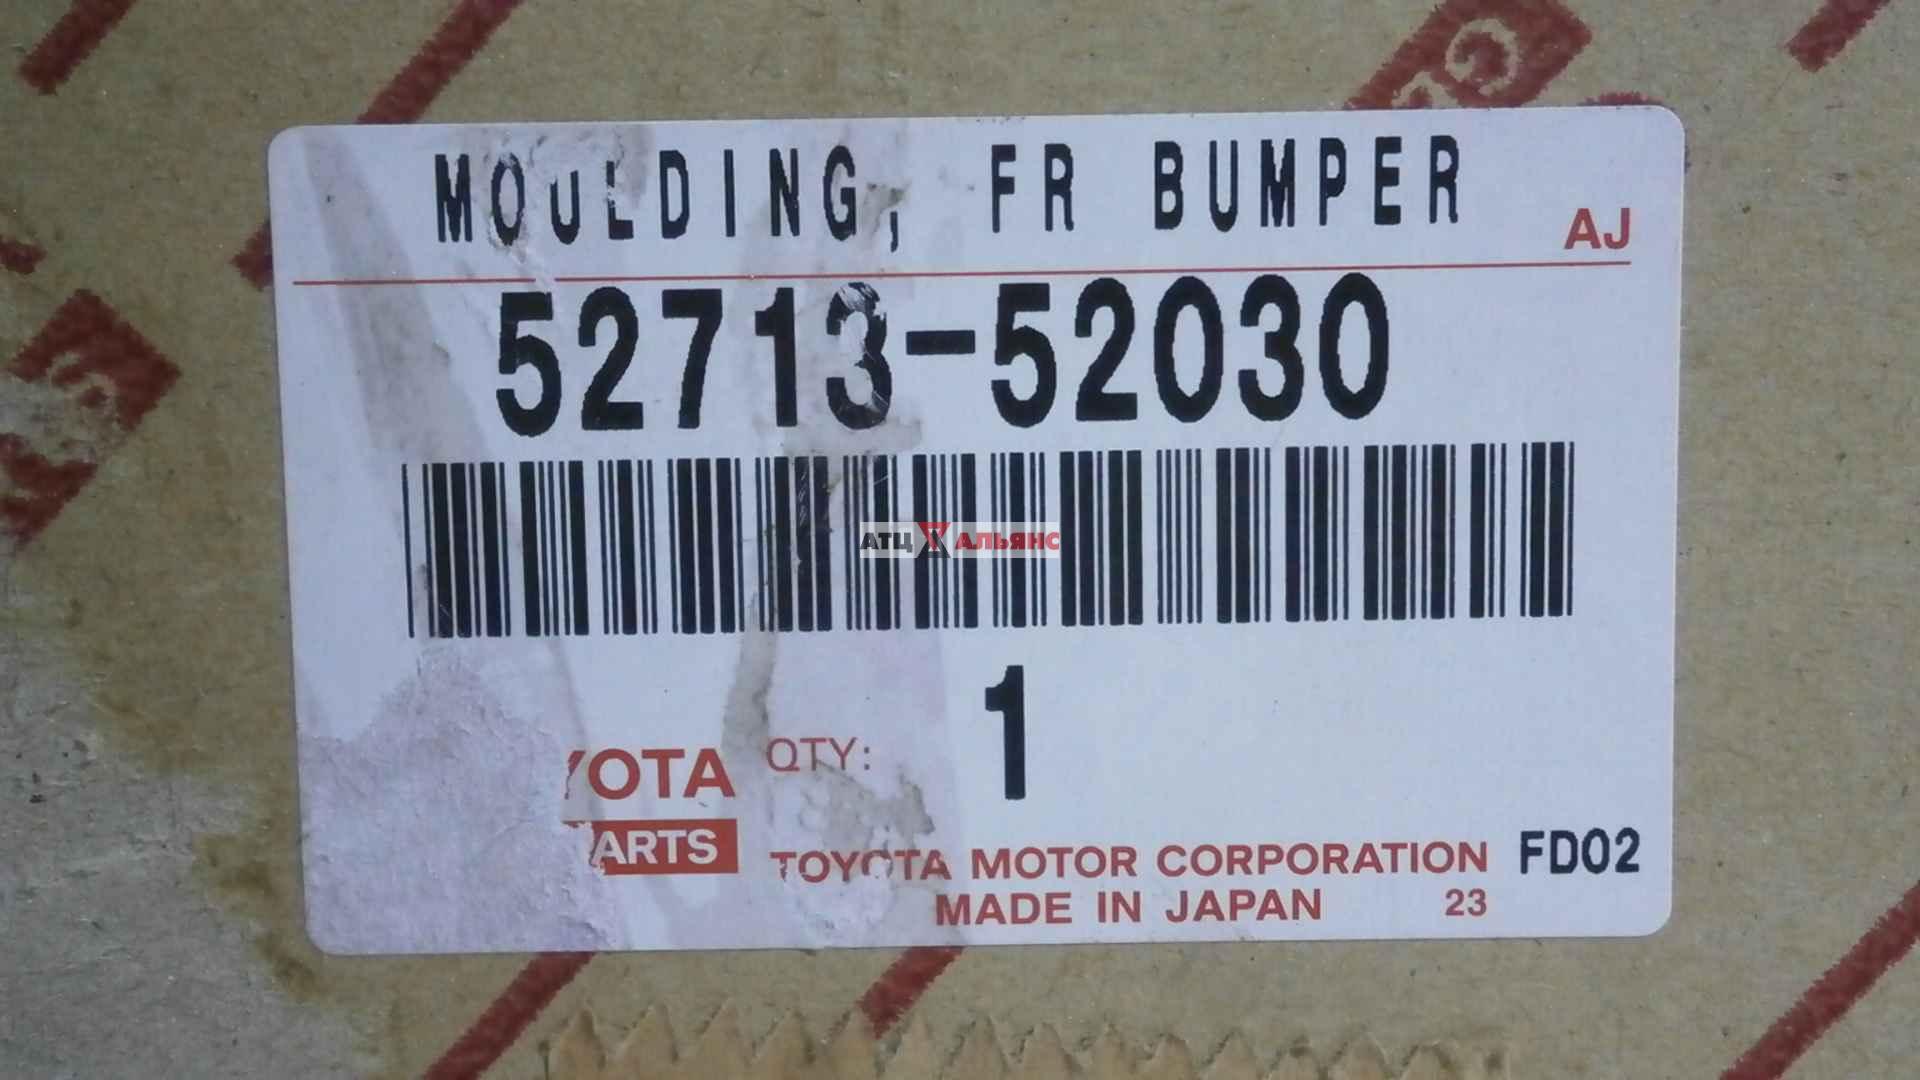 MOULDING, FR BUMPER
AJ
52713-52030
АТЦ АЛЬЯНС
1
YOTA QTY:
ARTS
TOYOTA MOTOR CORPORATION FD02
MADE IN JAPAN 23